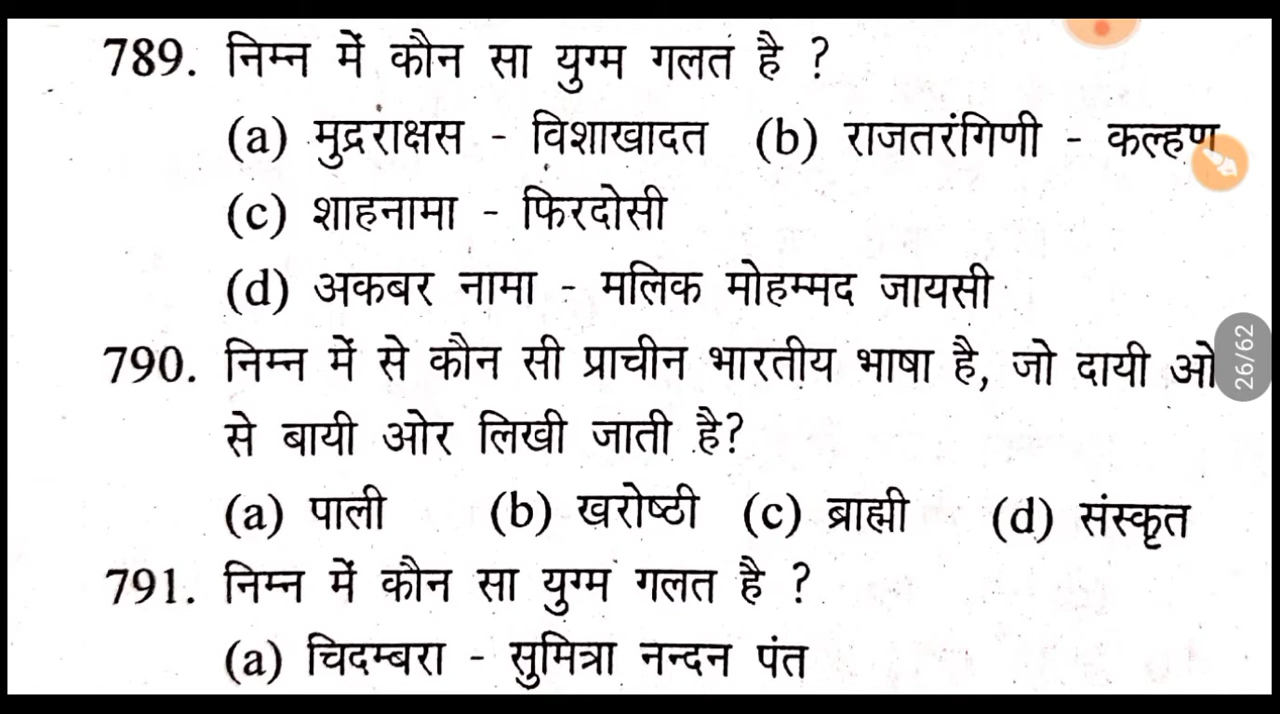 789. निम्न में कौन सा युग्म गलत है ?
(a) मुद्रराक्षस - विशाखादत (b) राजतरंगिणी - कल्हण
(c) शाहनामा - फिरदोसी
(d) अकबर नामा - मलिक मोहम्मद जायसी
790. निम्न में से कौन सी प्राचीन भारतीय भाषा है, जो दायी ओ
से बायी ओर लिखी जाती है?
(a) पाली (b) खरोष्ठी (c) ब्राह्मी (d) संस्कृत
791. निम्न में कौन सा युग्म गलत है ?
(a) चिदम्बरा - सुमित्रा नन्दन पंत
26/62